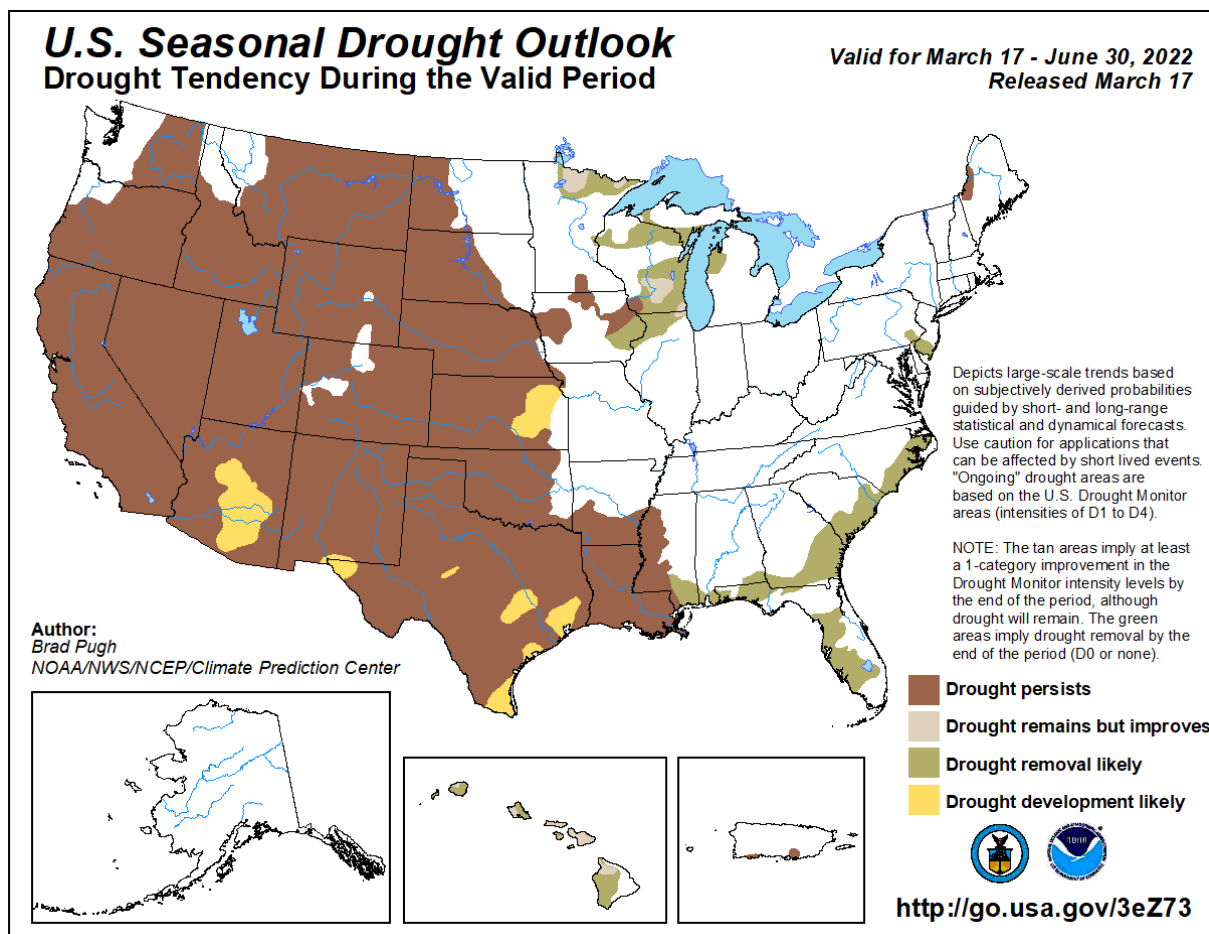 U.S. Seasonal Drought Outlook
Drought Tendency During the Valid Period
Valid for March 17 - June 30, 2022
Released March 17
Depicts large-scale trends based
on subjectively derived probabilities
guided by short- and long-range
statistical and dynamical forecasts.
Use caution for applications that
can be affected by short lived events.
"Ongoing" drought areas are
based on the U.S. Drought Monitor
areas (intensities of D1 to D4).
NOTE: The tan areas imply at least
a 1-category improvement in the
Drought Monitor intensity levels by
the end of the period, although
drought will remain. The green
areas imply drought removal by the
end of the period (D0 or none).
Author:
Brad Pugh
NOAA/NWS/NCEP/Climate Prediction Center
Drought persists
Drought remains but improves
Drought removal likely
Drought development likely
http://go.usa.gov/3eZ73